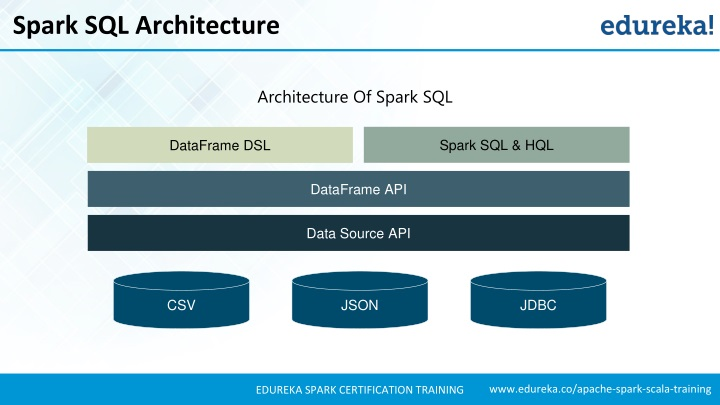 Spark SQL Architecture
edureka!
Architecture Of Spark SQL
DataFrame DSL
Spark SQL & HQL
DataFrame API
Data Source API
CSV
JSON
JDBC
EDUREKA SPARK CERTIFICATION TRAINING
www.edureka.co/apache-spark-scala-training